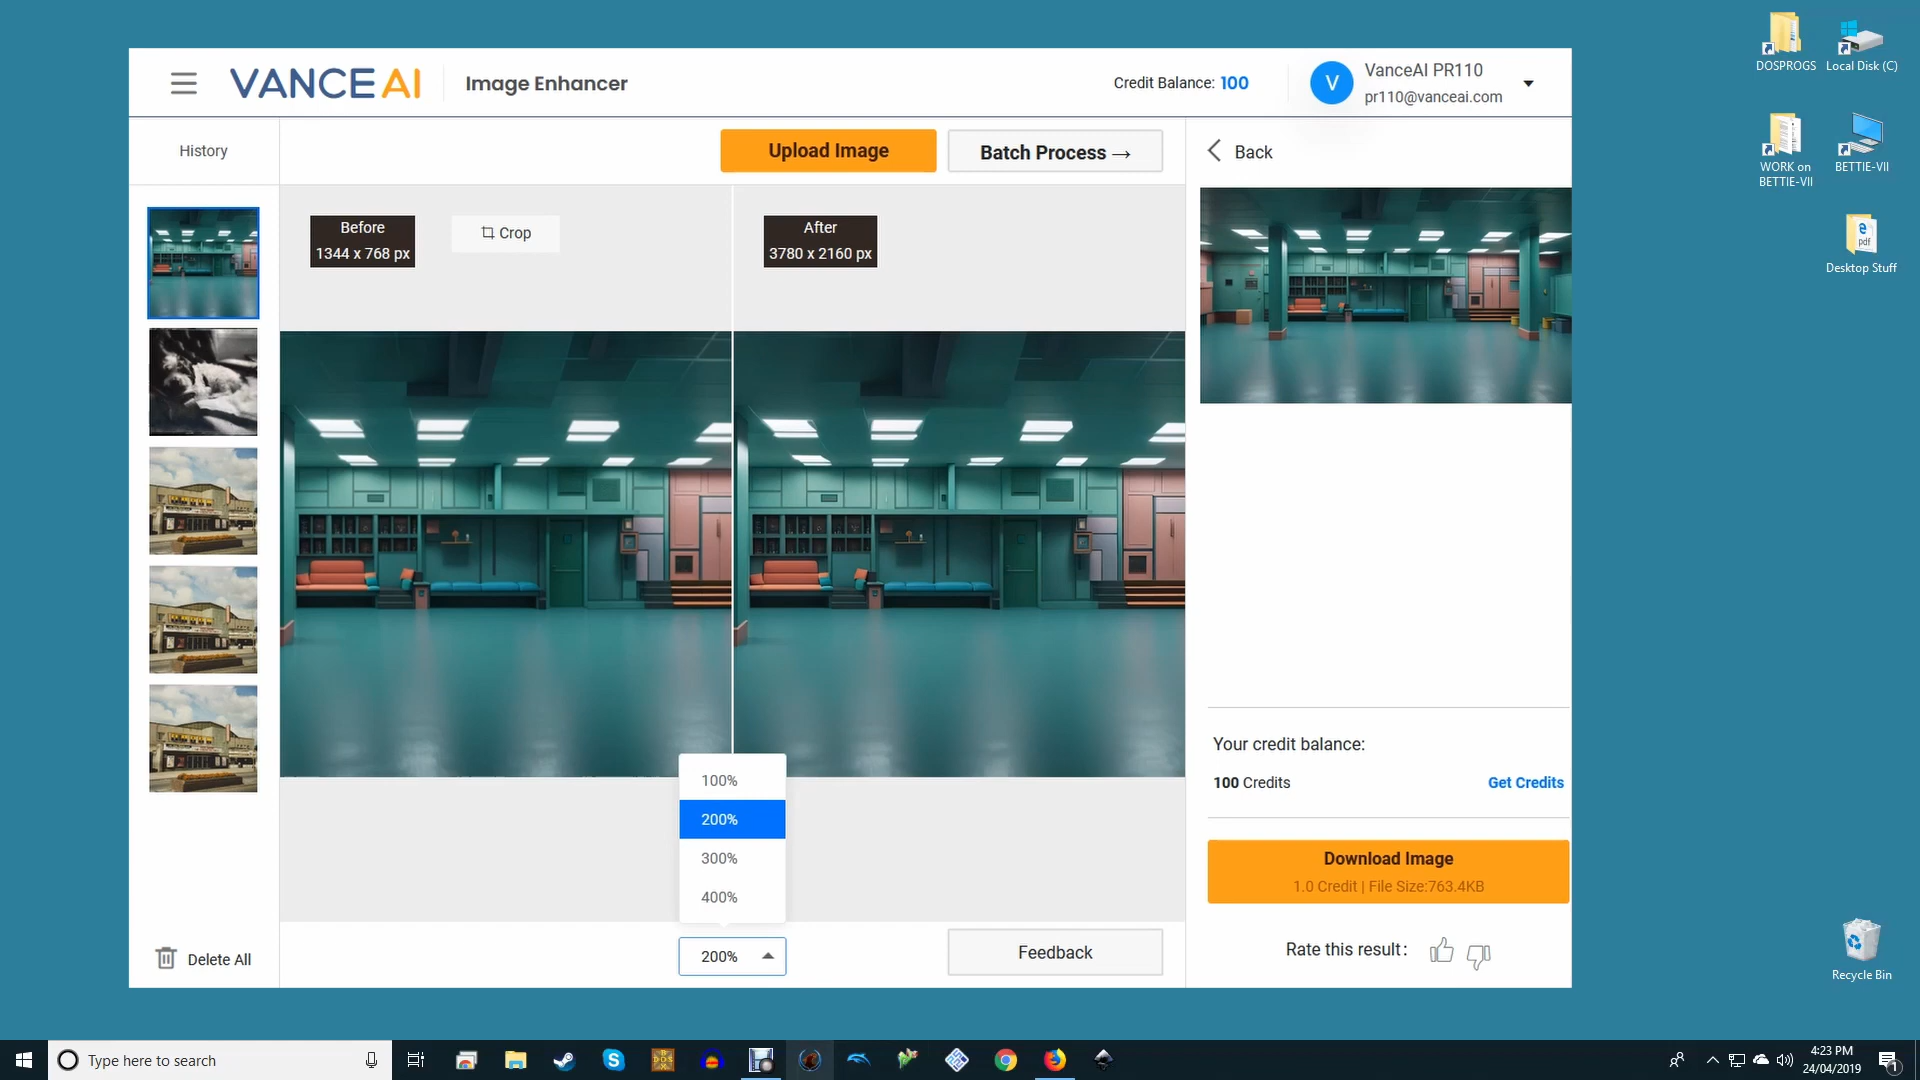 VANCE AI
Image Enhancer
Credit Balance: 100
V
VanceAI PR110
pr110@vanceai.com
History
Upload Image
Batch Process →
Back
Before
1344 x 768 px
Crop
After
3780 x 2160 px
100%
200%
300%
400%
200%
Feedback
Delete All
Your credit balance:
100 Credits
Get Credits
Download Image
1.0 Credit | File Size:763.4KB
Rate this result:
DOSPROGS
Local Disk (C)
WORK on
BETTIE-VII
BETTIE-VII
pdf
Desktop Stuff
Recycle Bin
Type here to search
4:23 PM
24/04/2019
1